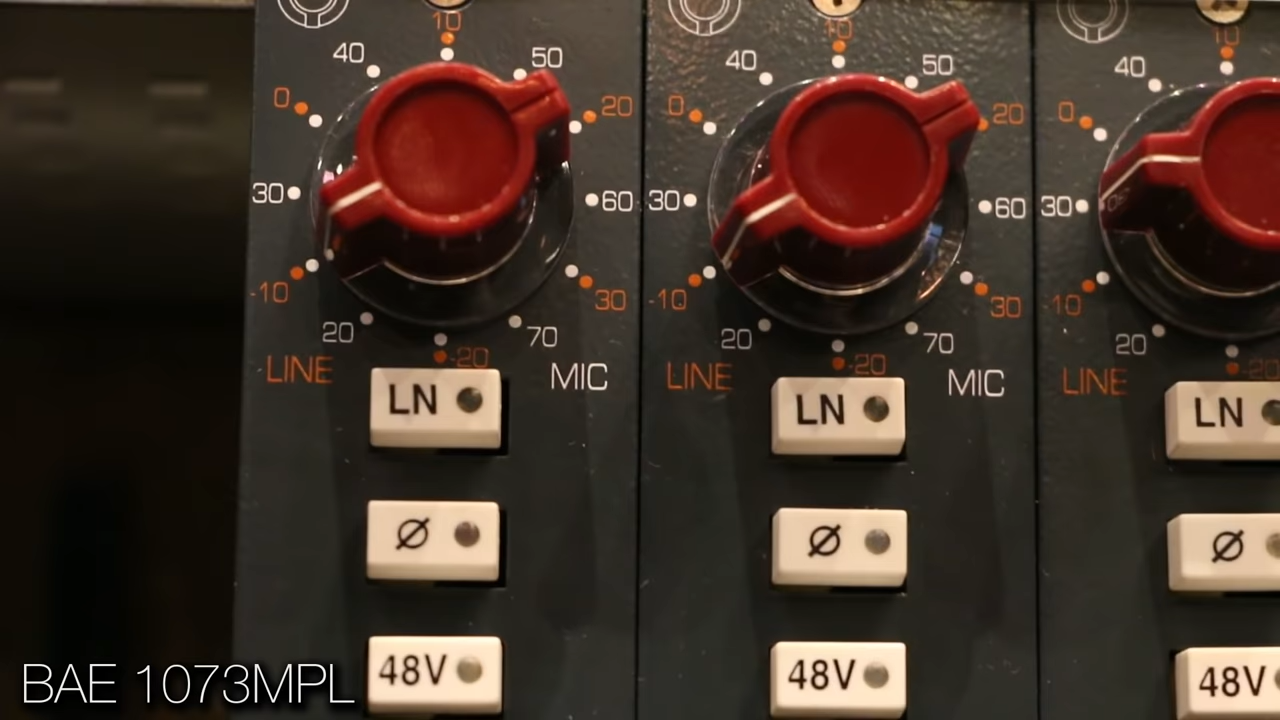 10 10 10
40 50 40 50 40
0 20 0 20 0
30 60 30 60 30
-10 30 -10 30 -10
20 70 20 70 20
-20 -20 -20
LINE MIC LINE MIC LINE
LN LN LN
Ø Ø Ø
48V 48V 48V
BAE 1073MPL